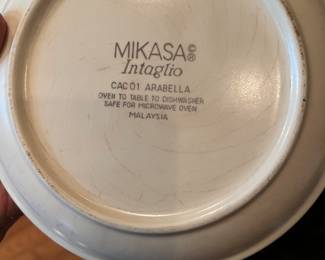 MIKASA©®
Intaglio
CAC01 ARABELLA
OVEN TO TABLE TO DISHWASHER
SAFE FOR MICROWAVE OVEN
MALAYSIA